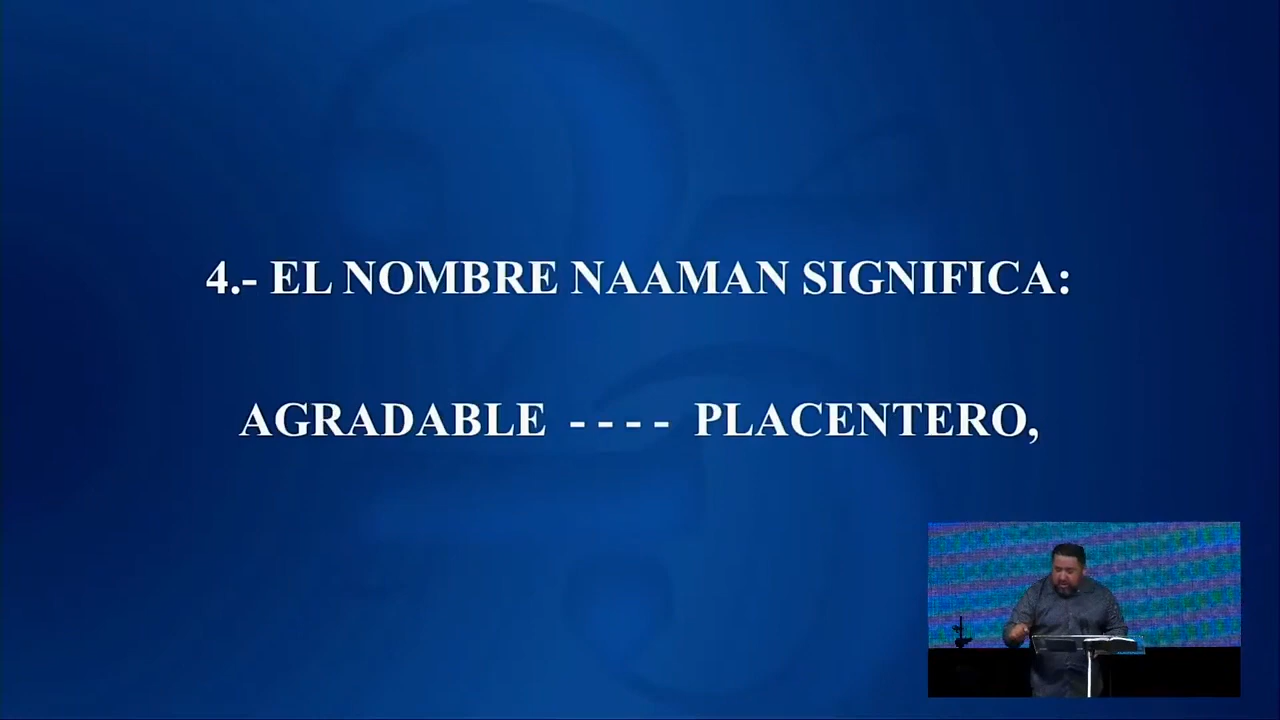 4.- EL NOMBRE NAAMAN SIGNIFICA:
AGRADABLE - - - - PLACENTERO,